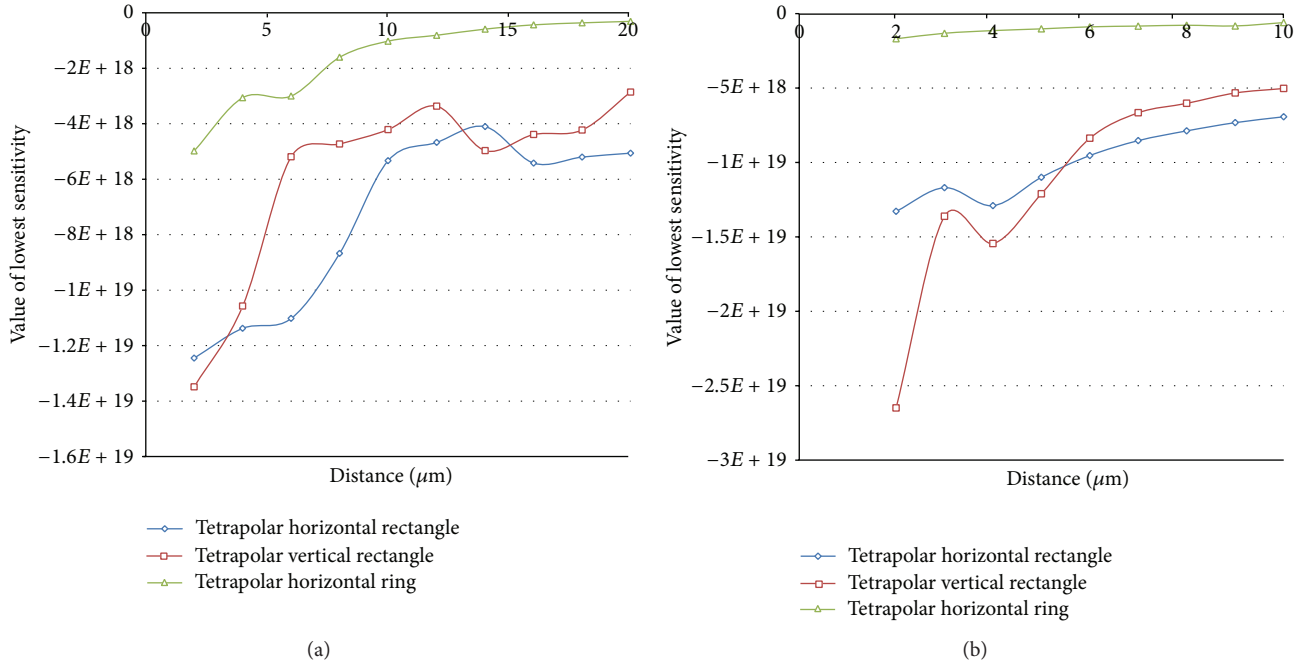 0
0
5
10
15
20
−2E + 18
−4E + 18
−6E + 18
−8E + 18
−1E + 19
−1.2E + 19
−1.4E + 19
−1.6E + 19
Value of lowest sensitivity
Distance (μm)
Tetrapolar horizontal rectangle
Tetrapolar vertical rectangle
Tetrapolar horizontal ring
(a)
0
0
2
4
6
8
10
−5E + 18
−1E + 19
−1.5E + 19
−2E + 19
−2.5E + 19
−3E + 19
Value of lowest sensitivity
Distance (μm)
Tetrapolar horizontal rectangle
Tetrapolar vertical rectangle
Tetrapolar horizontal ring
(b)